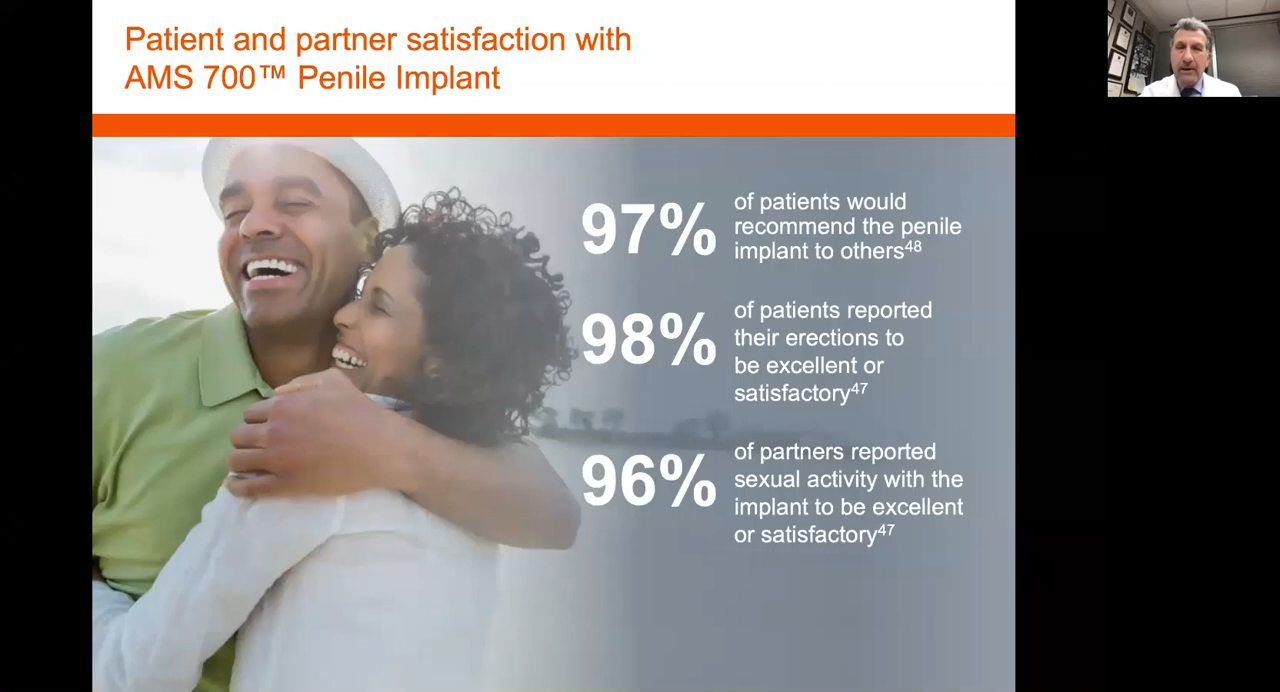 Patient and partner satisfaction with
AMS 700™ Penile Implant
97%
of patients would
recommend the penile
implant to others48
98%
of patients reported
their erections to
be excellent or
satisfactory47
96%
of partners reported
sexual activity with the
implant to be excellent
or satisfactory47